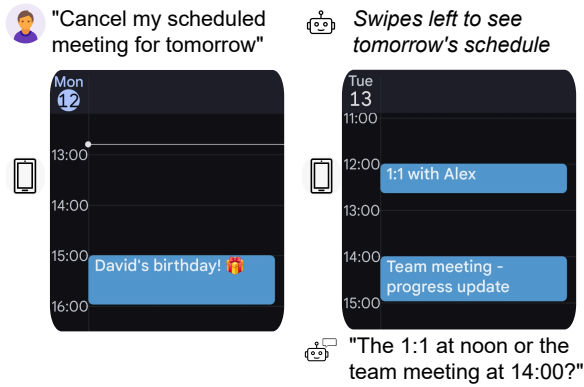 "Cancel my scheduled
meeting for tomorrow"
Mon
12
13:00
14:00
15:00
David's birthday! 🎁
16:00
Swipes left to see
tomorrow's schedule
Tue
13
11:00
12:00
1:1 with Alex
13:00
14:00
Team meeting -
progress update
15:00
"The 1:1 at noon or the
team meeting at 14:00?"